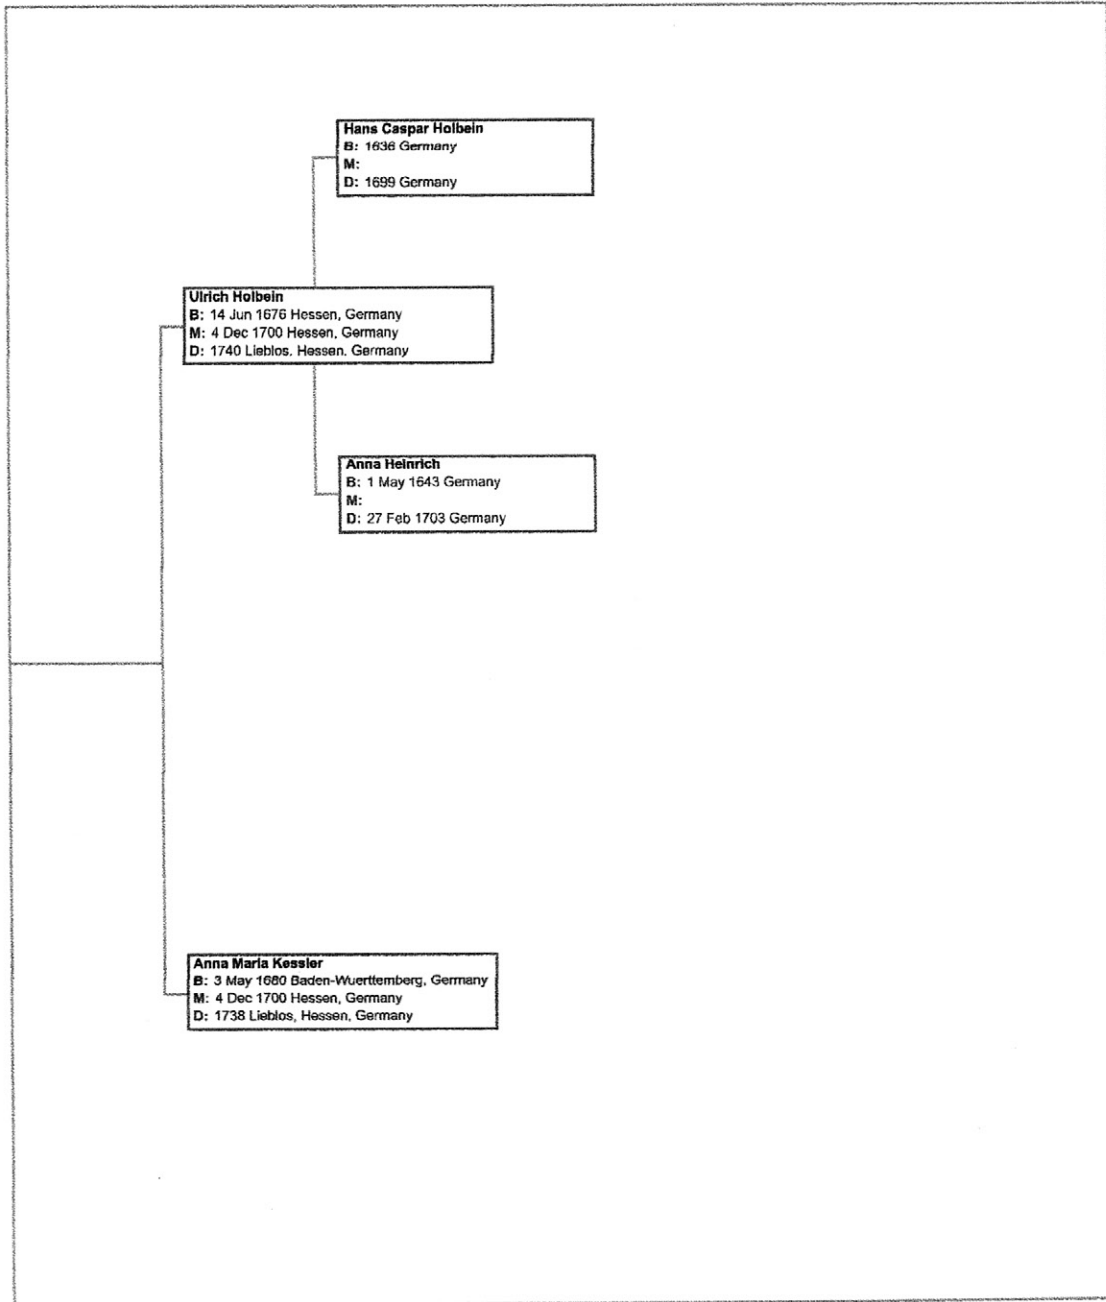 Hans Caspar Holbein
B: 1636 Germany
M:
D: 1699 Germany
Ulrich Holbein
B: 14 Jun 1676 Hessen, Germany
M: 4 Dec 1700 Hessen, Germany
D: 1740 Lieblos, Hessen, Germany
Anna Heinrich
B: 1 May 1643 Germany
M:
D: 27 Feb 1703 Germany
Anna Maria Kessler
B: 3 May 1680 Baden-Wuerttemberg, Germany
M: 4 Dec 1700 Hessen, Germany
D: 1738 Lieblos, Hessen, Germany